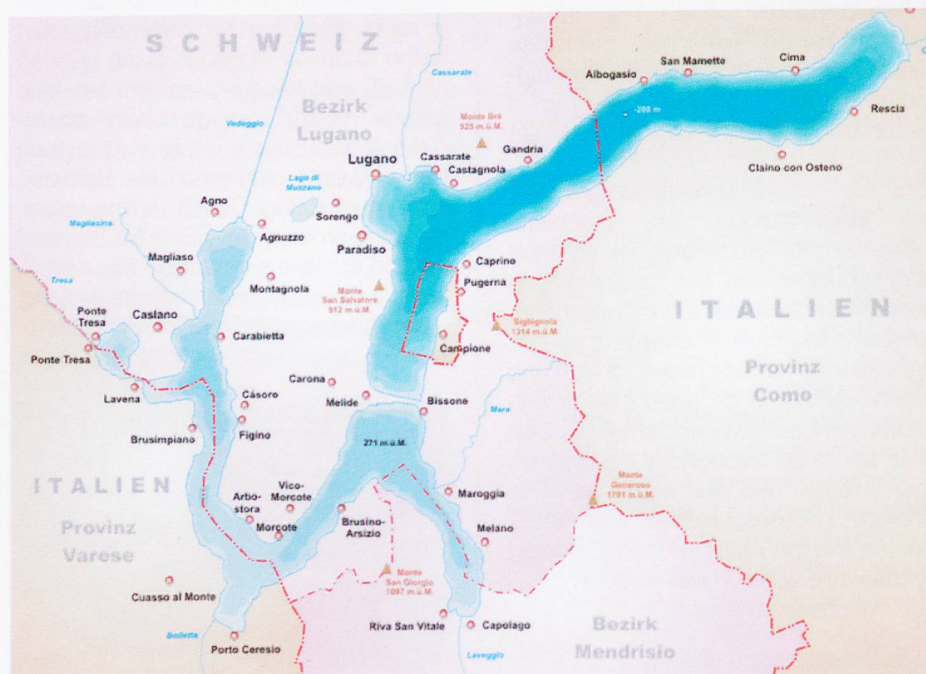 SCHWEIZ
Cassarate
Bezirk
Lugano
Vedeggio
Monte Brè
925 m.ü.M.
Albogasio
San Mamette
Cima
-288 m
Rescia
Claino con Osteno
Gandria
Lugano
Cassarate
Castagnola
Lago di
Muzzano
Sorengo
Paradiso
Agno
Agnuzzo
Magliasina
Magliaso
Montagnola
Monte
San Salvatore
912 m.ü.M.
Caprino
Pugerna
Sighignola
1314 m.ü.M.
Campione
ITALIEN
Provinz
Como
Tresa
Ponte
Tresa
Ponte Tresa
Caslano
Carabietta
Lavena
Carona
Melide
Bissone
Mara
Cásoro
Figino
Brusimpiano
271 m.ü.M.
ITALIEN
Provinz
Varese
Arbo-
stora
Vico-
Morcote
Morcote
Brusino-
Arsizio
Maroggia
Melano
Monte
Generoso
1701 m.ü.M.
Monte
San Giorgio
1097 m.ü.M.
Cuasso al Monte
Bolletta
Porto Ceresio
Riva San Vitale
Capolago
Laveggio
Bezirk
Mendrisio